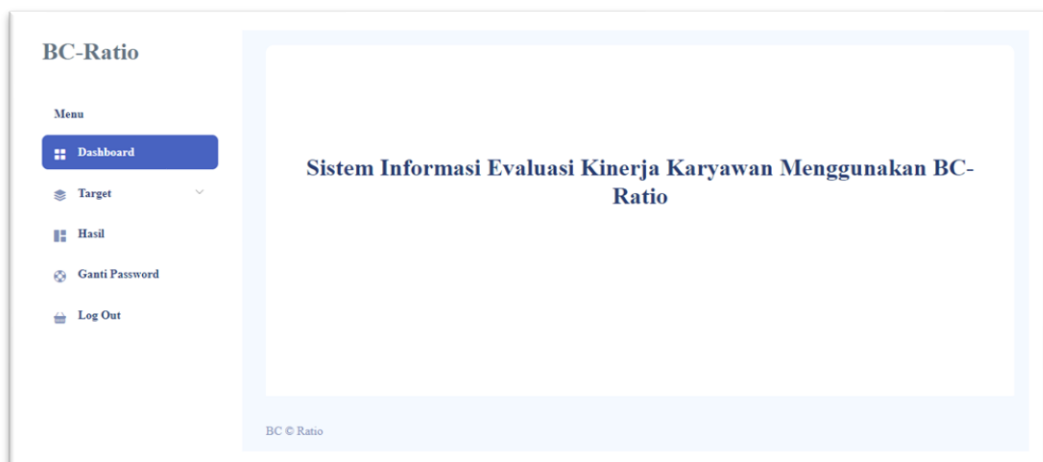 BC-Ratio
Menu
Dashboard
Target
Hasil
Ganti Password
Log Out
Sistem Informasi Evaluasi Kinerja Karyawan Menggunakan BC-
Ratio
BC © Ratio